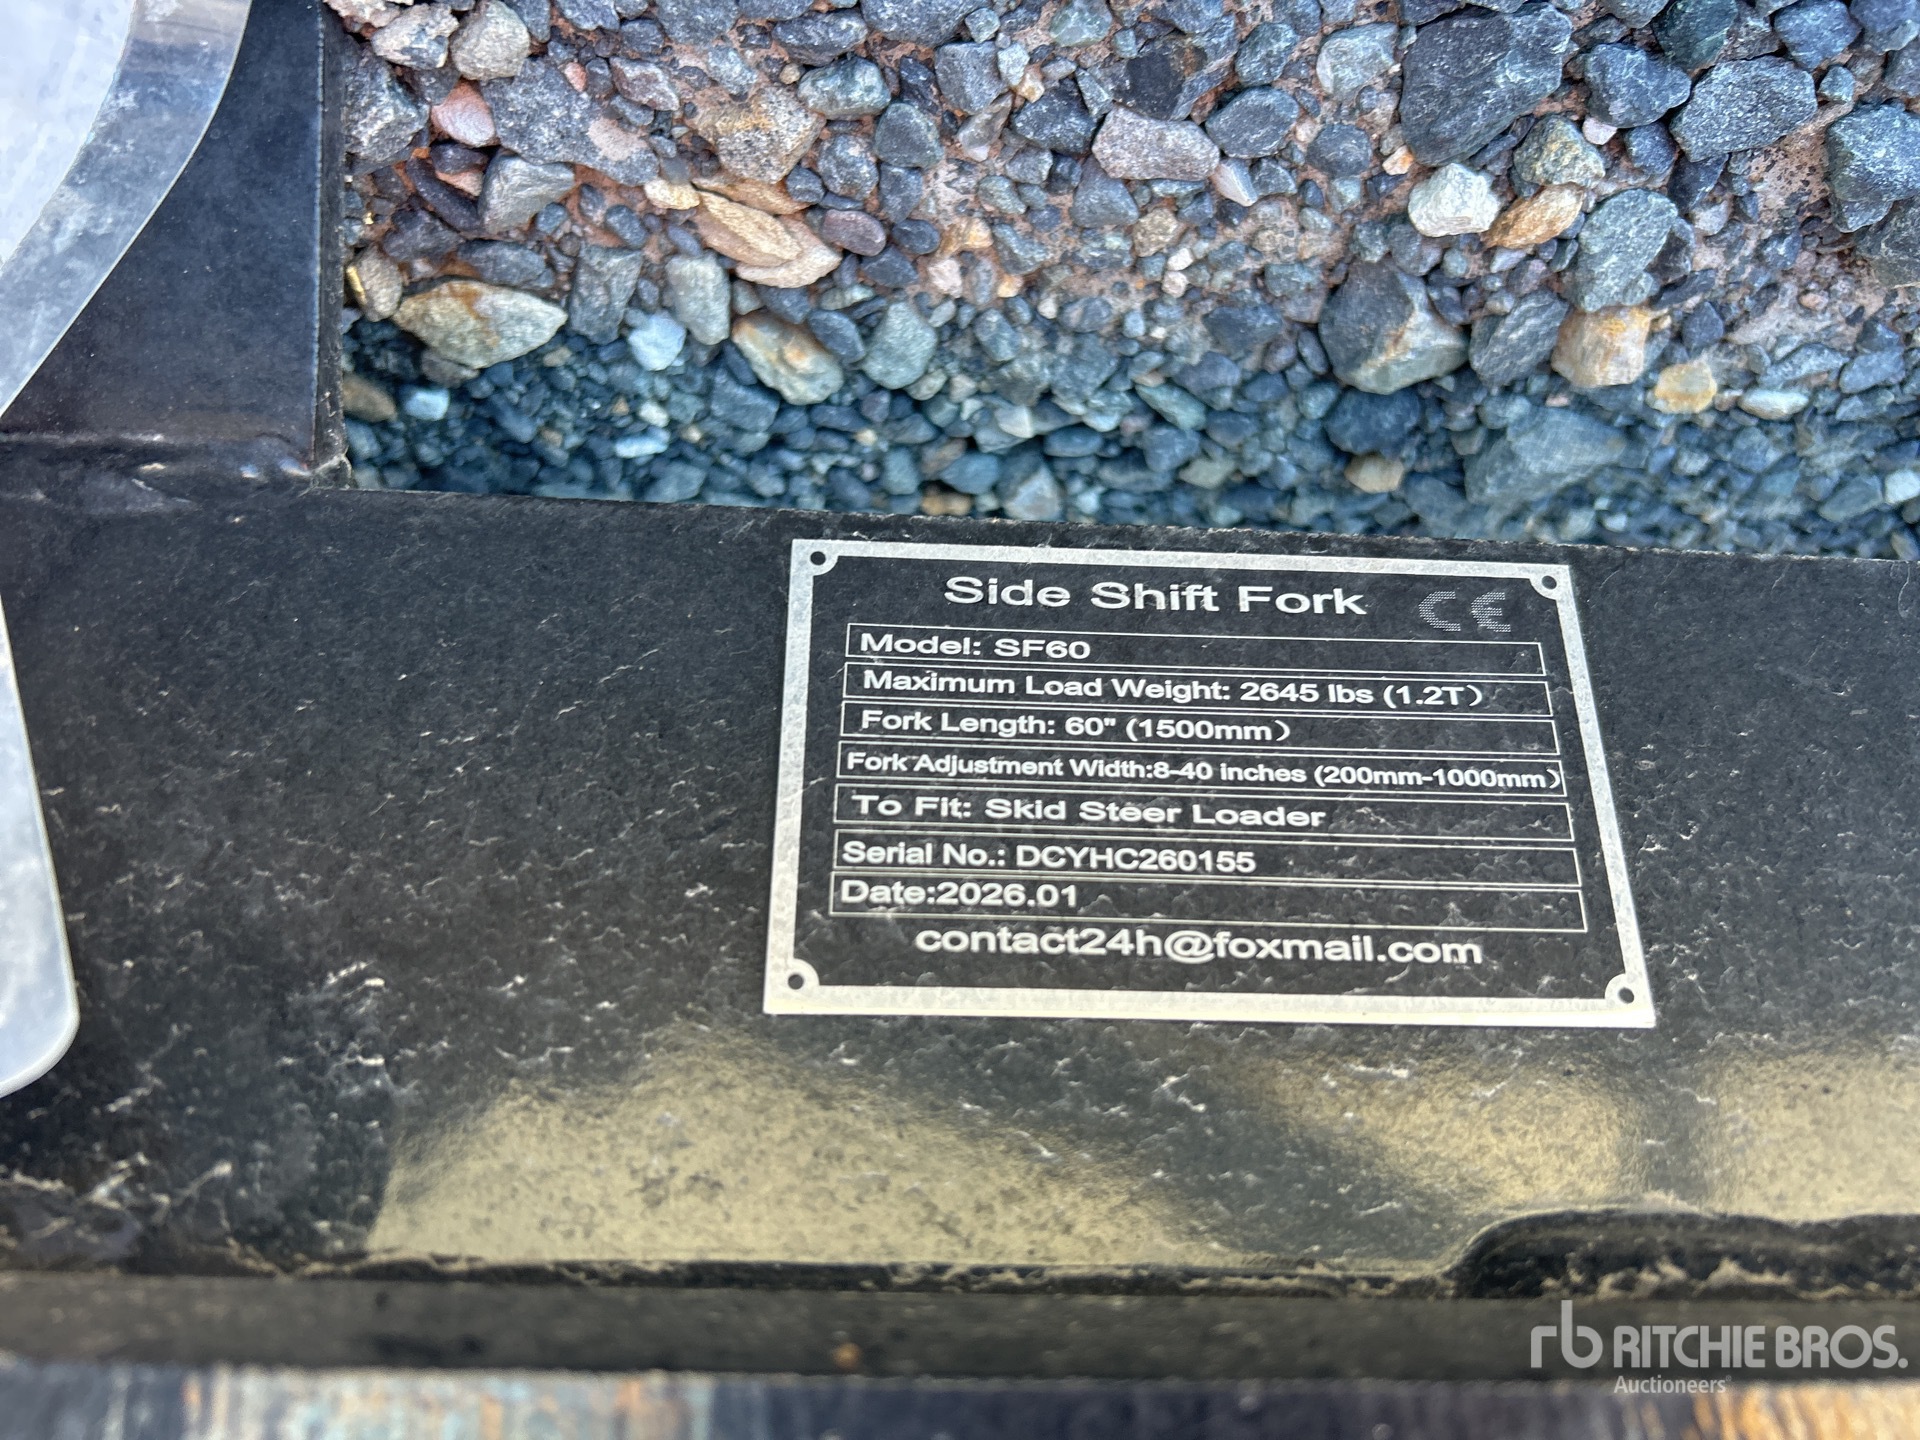 Side Shift Fork CE
Model: SF60
Maximum Load Weight: 2645 lbs (1.2T)
Fork Length: 60" (1500mm)
Fork Adjustment Width:8-40 inches (200mm-1000mm)
To Fit: Skid Steer Loader
Serial No.: DCYHC260155
Date:2026.01
contact24h@foxmail.com
rb RITCHIE BROS.
Auctioneers